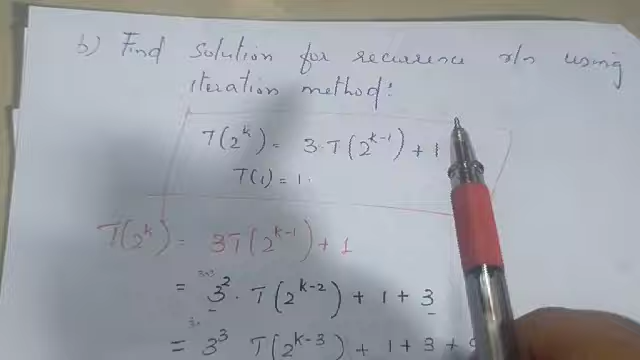 b) Find solution for recurrence r/n using
iteration method:
T(2^k) = 3·T(2^{k-1}) + 1
T(1) = 1.
T(2^k) = 3T(2^{k-1}) + 1
= 3^2 · T(2^{k-2}) + 1 + 3
= 3^3 T(2^{k-3}) + 1 + 3 +